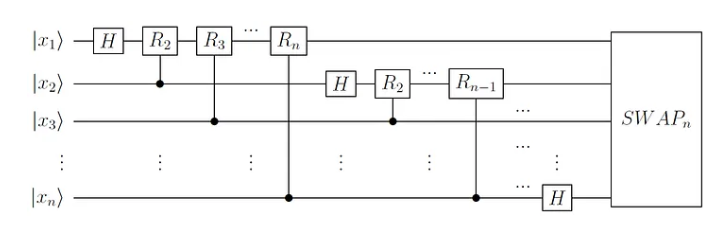 |x₁⟩ H R₂ R₃ ... Rₙ
|x₂⟩ H R₂ ... Rₙ₋₁
|x₃⟩ ... SWAPₙ
⋮ ⋮ ⋮ ⋮ ⋮ ... ⋮
|xₙ⟩ ... H